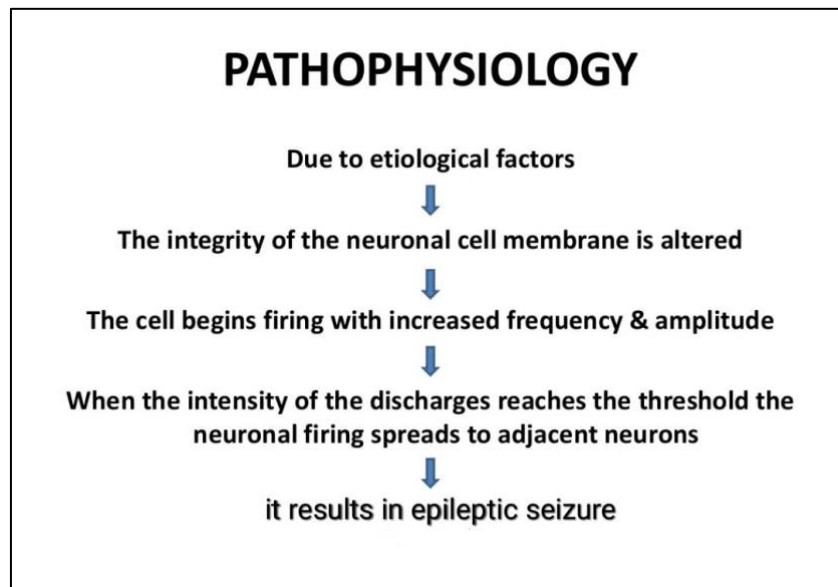 PATHOPHYSIOLOGY
Due to etiological factors
The integrity of the neuronal cell membrane is altered
The cell begins firing with increased frequency & amplitude
When the intensity of the discharges reaches the threshold the
neuronal firing spreads to adjacent neurons
it results in epileptic seizure